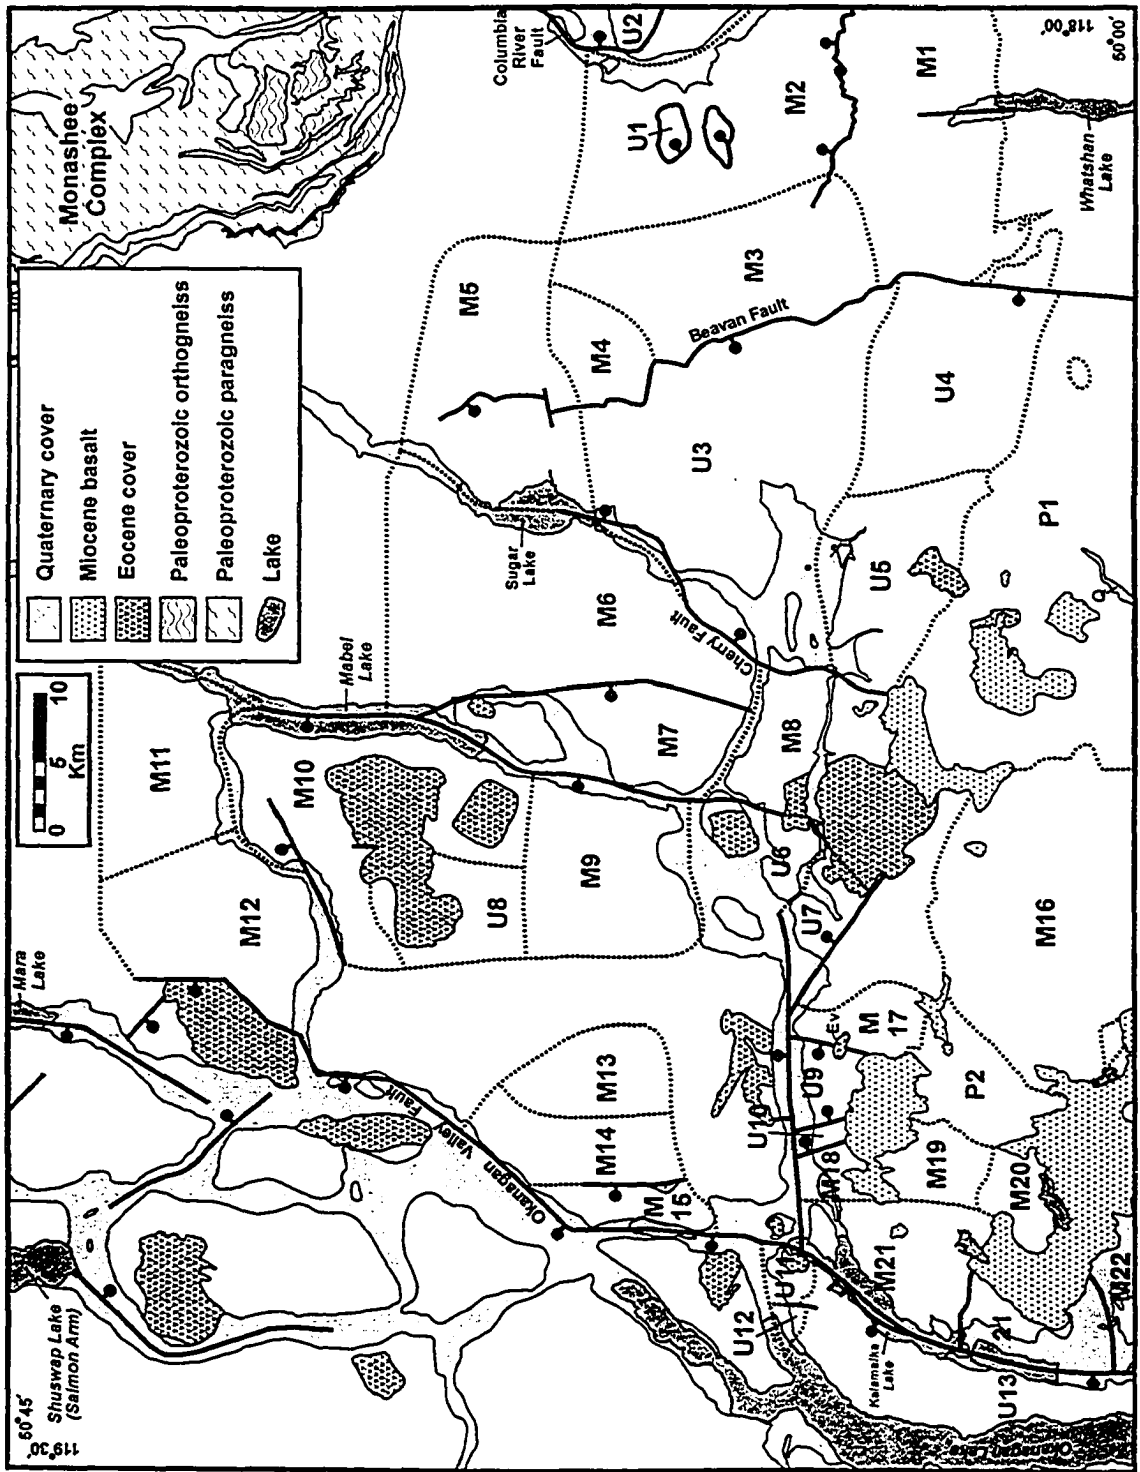 Monashee
Complex
Columbia
River
Fault
U2
118°00'
50°00'
M1
M2
U1
Whatshan
Lake
M3
M5
M4
Beavan Fault
U4
U3
P1
U5
Sugar
Lake
M6
Cherry Fault
Mabel
Lake
M7
M8
M11
M10
M9
U8
U6
U7
M12
M16
Mara
Lake
M13
M14
M
15
M
17
Ev
U9
U10
P2
M18
M19
M20
M21
M22
U11
U12
U13
21
Okanagan
Valley
Fault
Kalamalka
Lake
Okanagan Lake
Shuswap Lake
(Salmon Arm)
50°45'
119°30'
Quaternary cover
Miocene basalt
Eocene cover
Paleoproterozoic orthogneiss
Paleoproterozoic paragneiss
Lake
0 5 10
Km